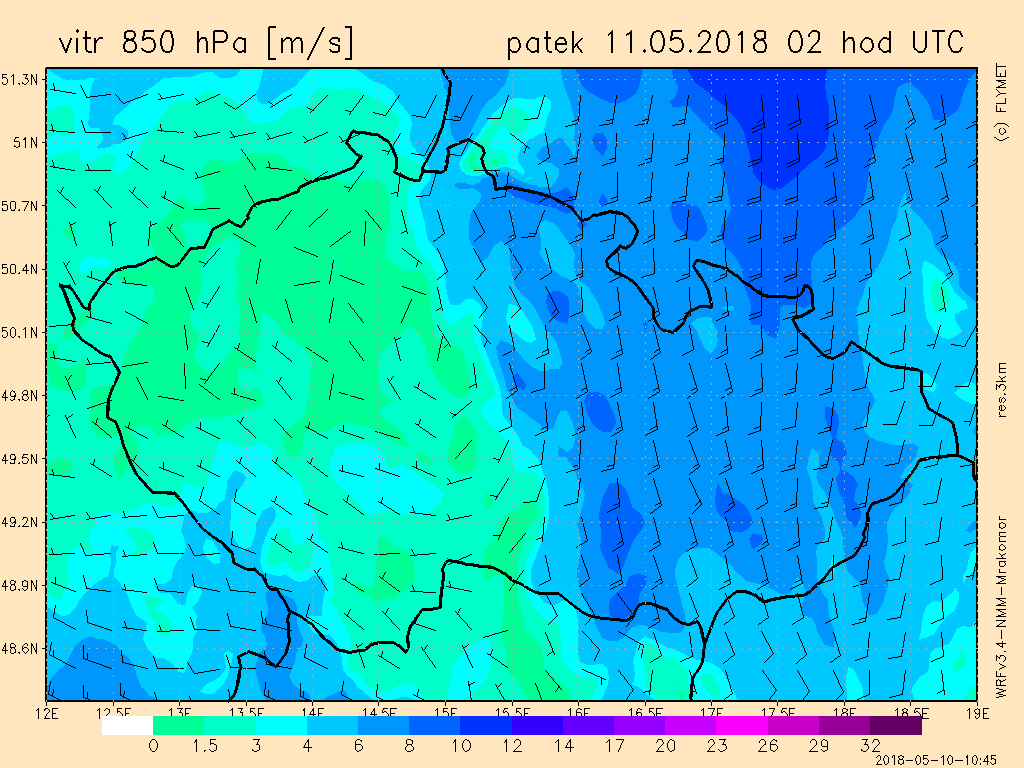 vitr 850 hPa [m/s] patek 11.05.2018 02 hod UTC
(c) FLYMET
51.3N
51N
50.7N
50.4N
50.1N
49.8N
49.5N
49.2N
48.9N
48.6N
res.3km
WRFv3.4-NMM-Mrakomor
12E 12.5E 13E 13.5E 14E 14.5E 15E 15.5E 16E 16.5E 17E 17.5E 18E 18.5E 19E
0 1.5 3 4 6 8 10 12 14 17 20 23 26 29 32
2018-05-10-10:45